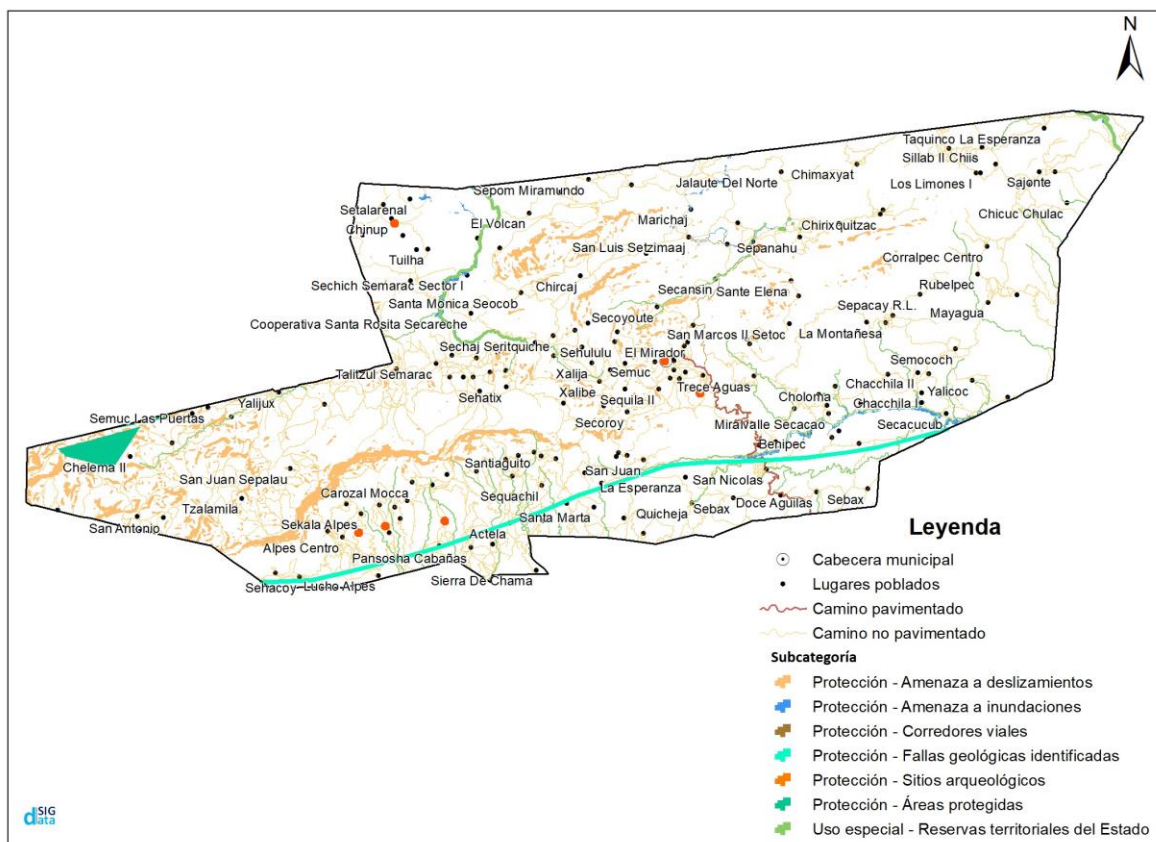 N
Taquinco La Esperanza
Sillab II Chiis
Sepom Miramundo
Jalaute Del Norte
Chimaxyat
Los Limones I
Sajonte
Setalarenal
Chicuc Chulac
Chjnup
El Volcan
Marichaj
Chirixquitzac
San Luis Setzimaaj
Sepanahu
Tuilha
Corralpec Centro
Sechich Semarac Sector I
Chircaj
Secansin
Sante Elena
Rubelpec
Santa Monica Seocob
Sepacay R.L.
Mayagua
Cooperativa Santa Rosita Secareche
Secoyoute
San Marcos II Setoc
La Montañesa
Sechaj Seritquiche
Sehululu
El Mirador
Semococh
Talitzul Semarac
Xalija
Semuc
Trece Aguas
Chacchila II
Yalicoc
Yalijux
Sehatix
Xalibe
Sequila II
Choloma
Chacchila I
Semuc Las Puertas
Secoroy
Miralvalle Secacao
Secacucub
Benipec
Chelema II
Santiaguito
San Juan
San Juan Sepalau
Sequachil
La Esperanza
San Nicolas
Carozal Mocca
Tzalamila
Sebax
Doce Aguilas
Sebax
San Antonio
Sekala Alpes
Santa Marta
Quicheja
Alpes Centro
Actela
Pansosha Cabañas
Sehacoy
Lucho Alpes
Sierra De Chama
Leyenda
Cabecera municipal
Lugares poblados
Camino pavimentado
Camino no pavimentado
Subcategoría
Protección - Amenaza a deslizamientos
Protección - Amenaza a inundaciones
Protección - Corredores viales
Protección - Fallas geológicas identificadas
Protección - Sitios arqueológicos
Protección - Áreas protegidas
Uso especial - Reservas territoriales del Estado
SIG
data